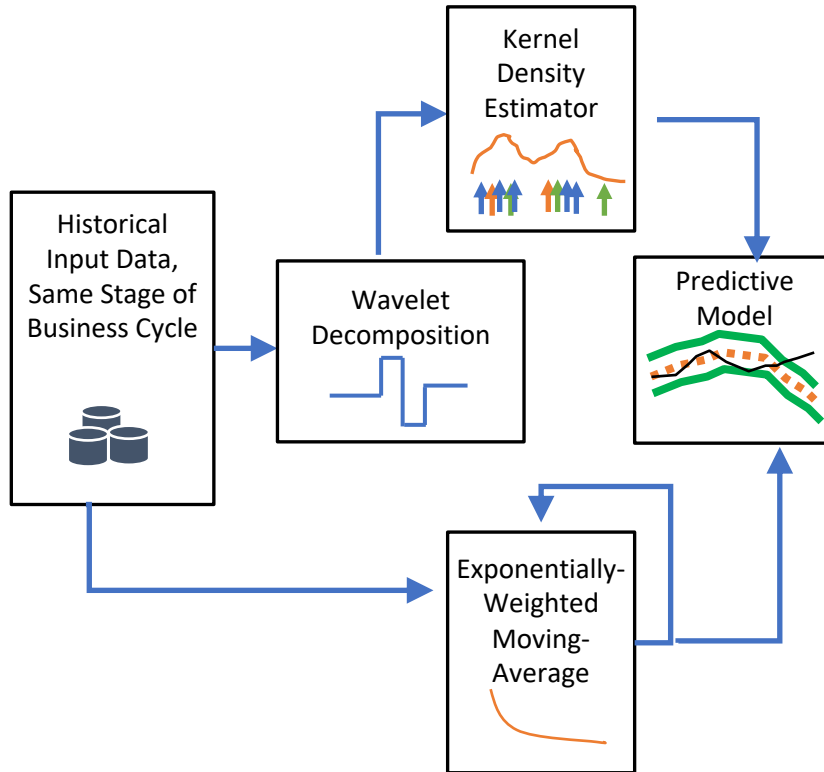 Historical
Input Data,
Same Stage of
Business Cycle
Wavelet
Decomposition
Kernel
Density
Estimator
Predictive
Model
Exponentially-
Weighted
Moving-
Average